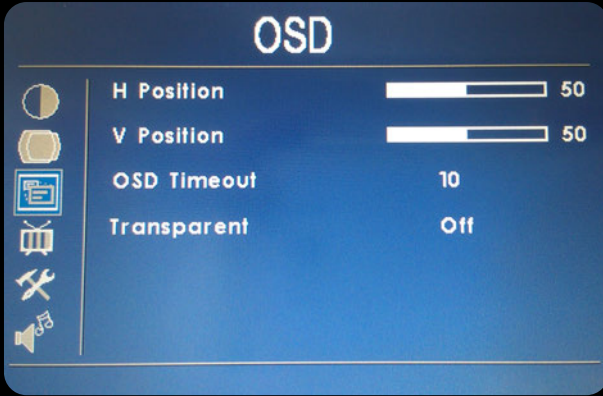 OSD
H Position 50
V Position 50
OSD Timeout 10
Transparent Off